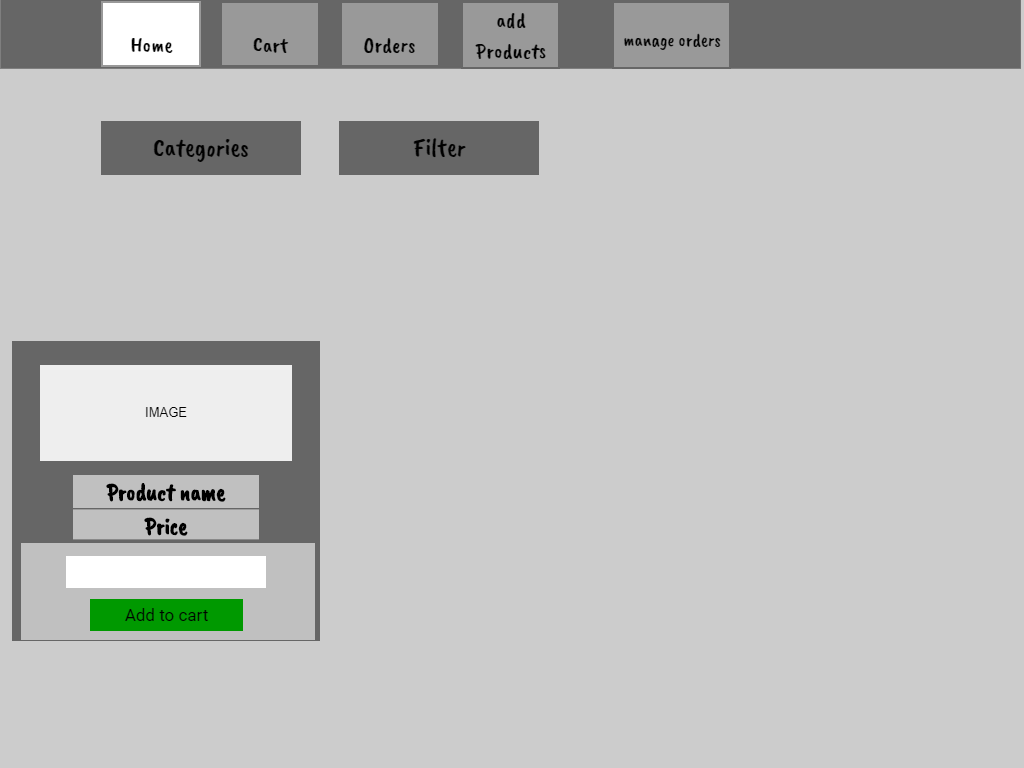 Home
Cart
Orders
add
Products
manage orders
Categories
Filter
IMAGE
Product name
Price
Add to cart